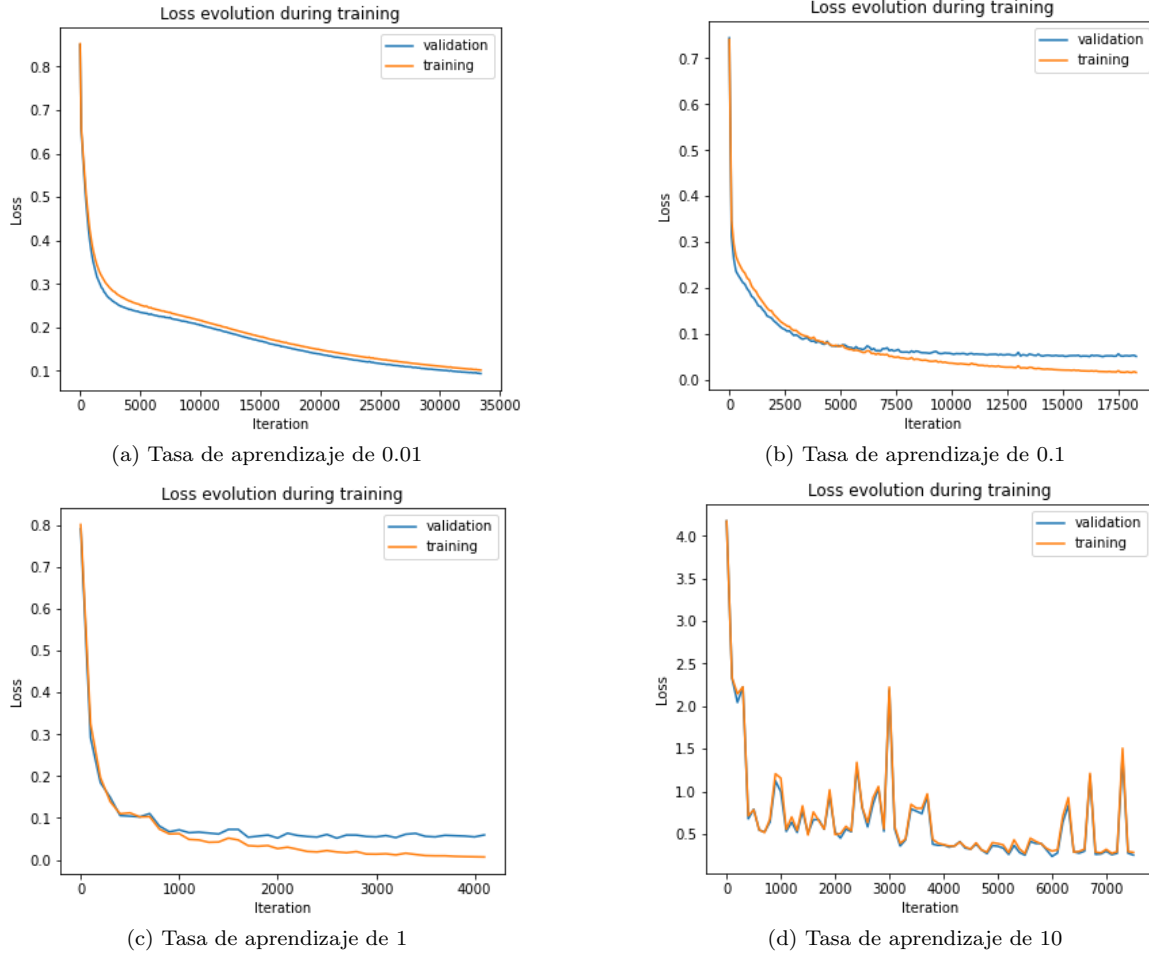 Loss evolution during training
validation
training
Loss
0.8
0.7
0.6
0.5
0.4
0.3
0.2
0.1
0 5000 10000 15000 20000 25000 30000 35000
Iteration
(a) Tasa de aprendizaje de 0.01
Loss evolution during training
validation
training
Loss
0.7
0.6
0.5
0.4
0.3
0.2
0.1
0.0
0 2500 5000 7500 10000 12500 15000 17500
Iteration
(b) Tasa de aprendizaje de 0.1
Loss evolution during training
validation
training
Loss
0.8
0.7
0.6
0.5
0.4
0.3
0.2
0.1
0.0
0 1000 2000 3000 4000
Iteration
(c) Tasa de aprendizaje de 1
Loss evolution during training
validation
training
Loss
4.0
3.5
3.0
2.5
2.0
1.5
1.0
0.5
0 1000 2000 3000 4000 5000 6000 7000
Iteration
(d) Tasa de aprendizaje de 10